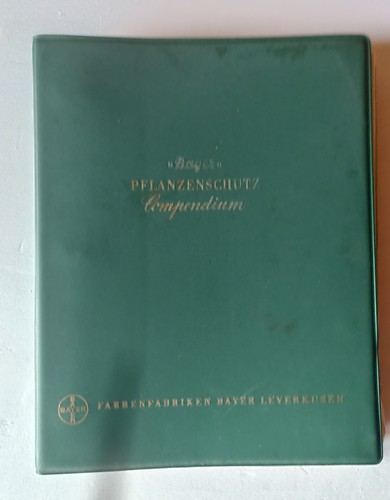 "Bayer"
PFLANZENSCHUTZ
Compendium
BAYER
FARBENFABRIKEN BAYER LEVERKUSEN